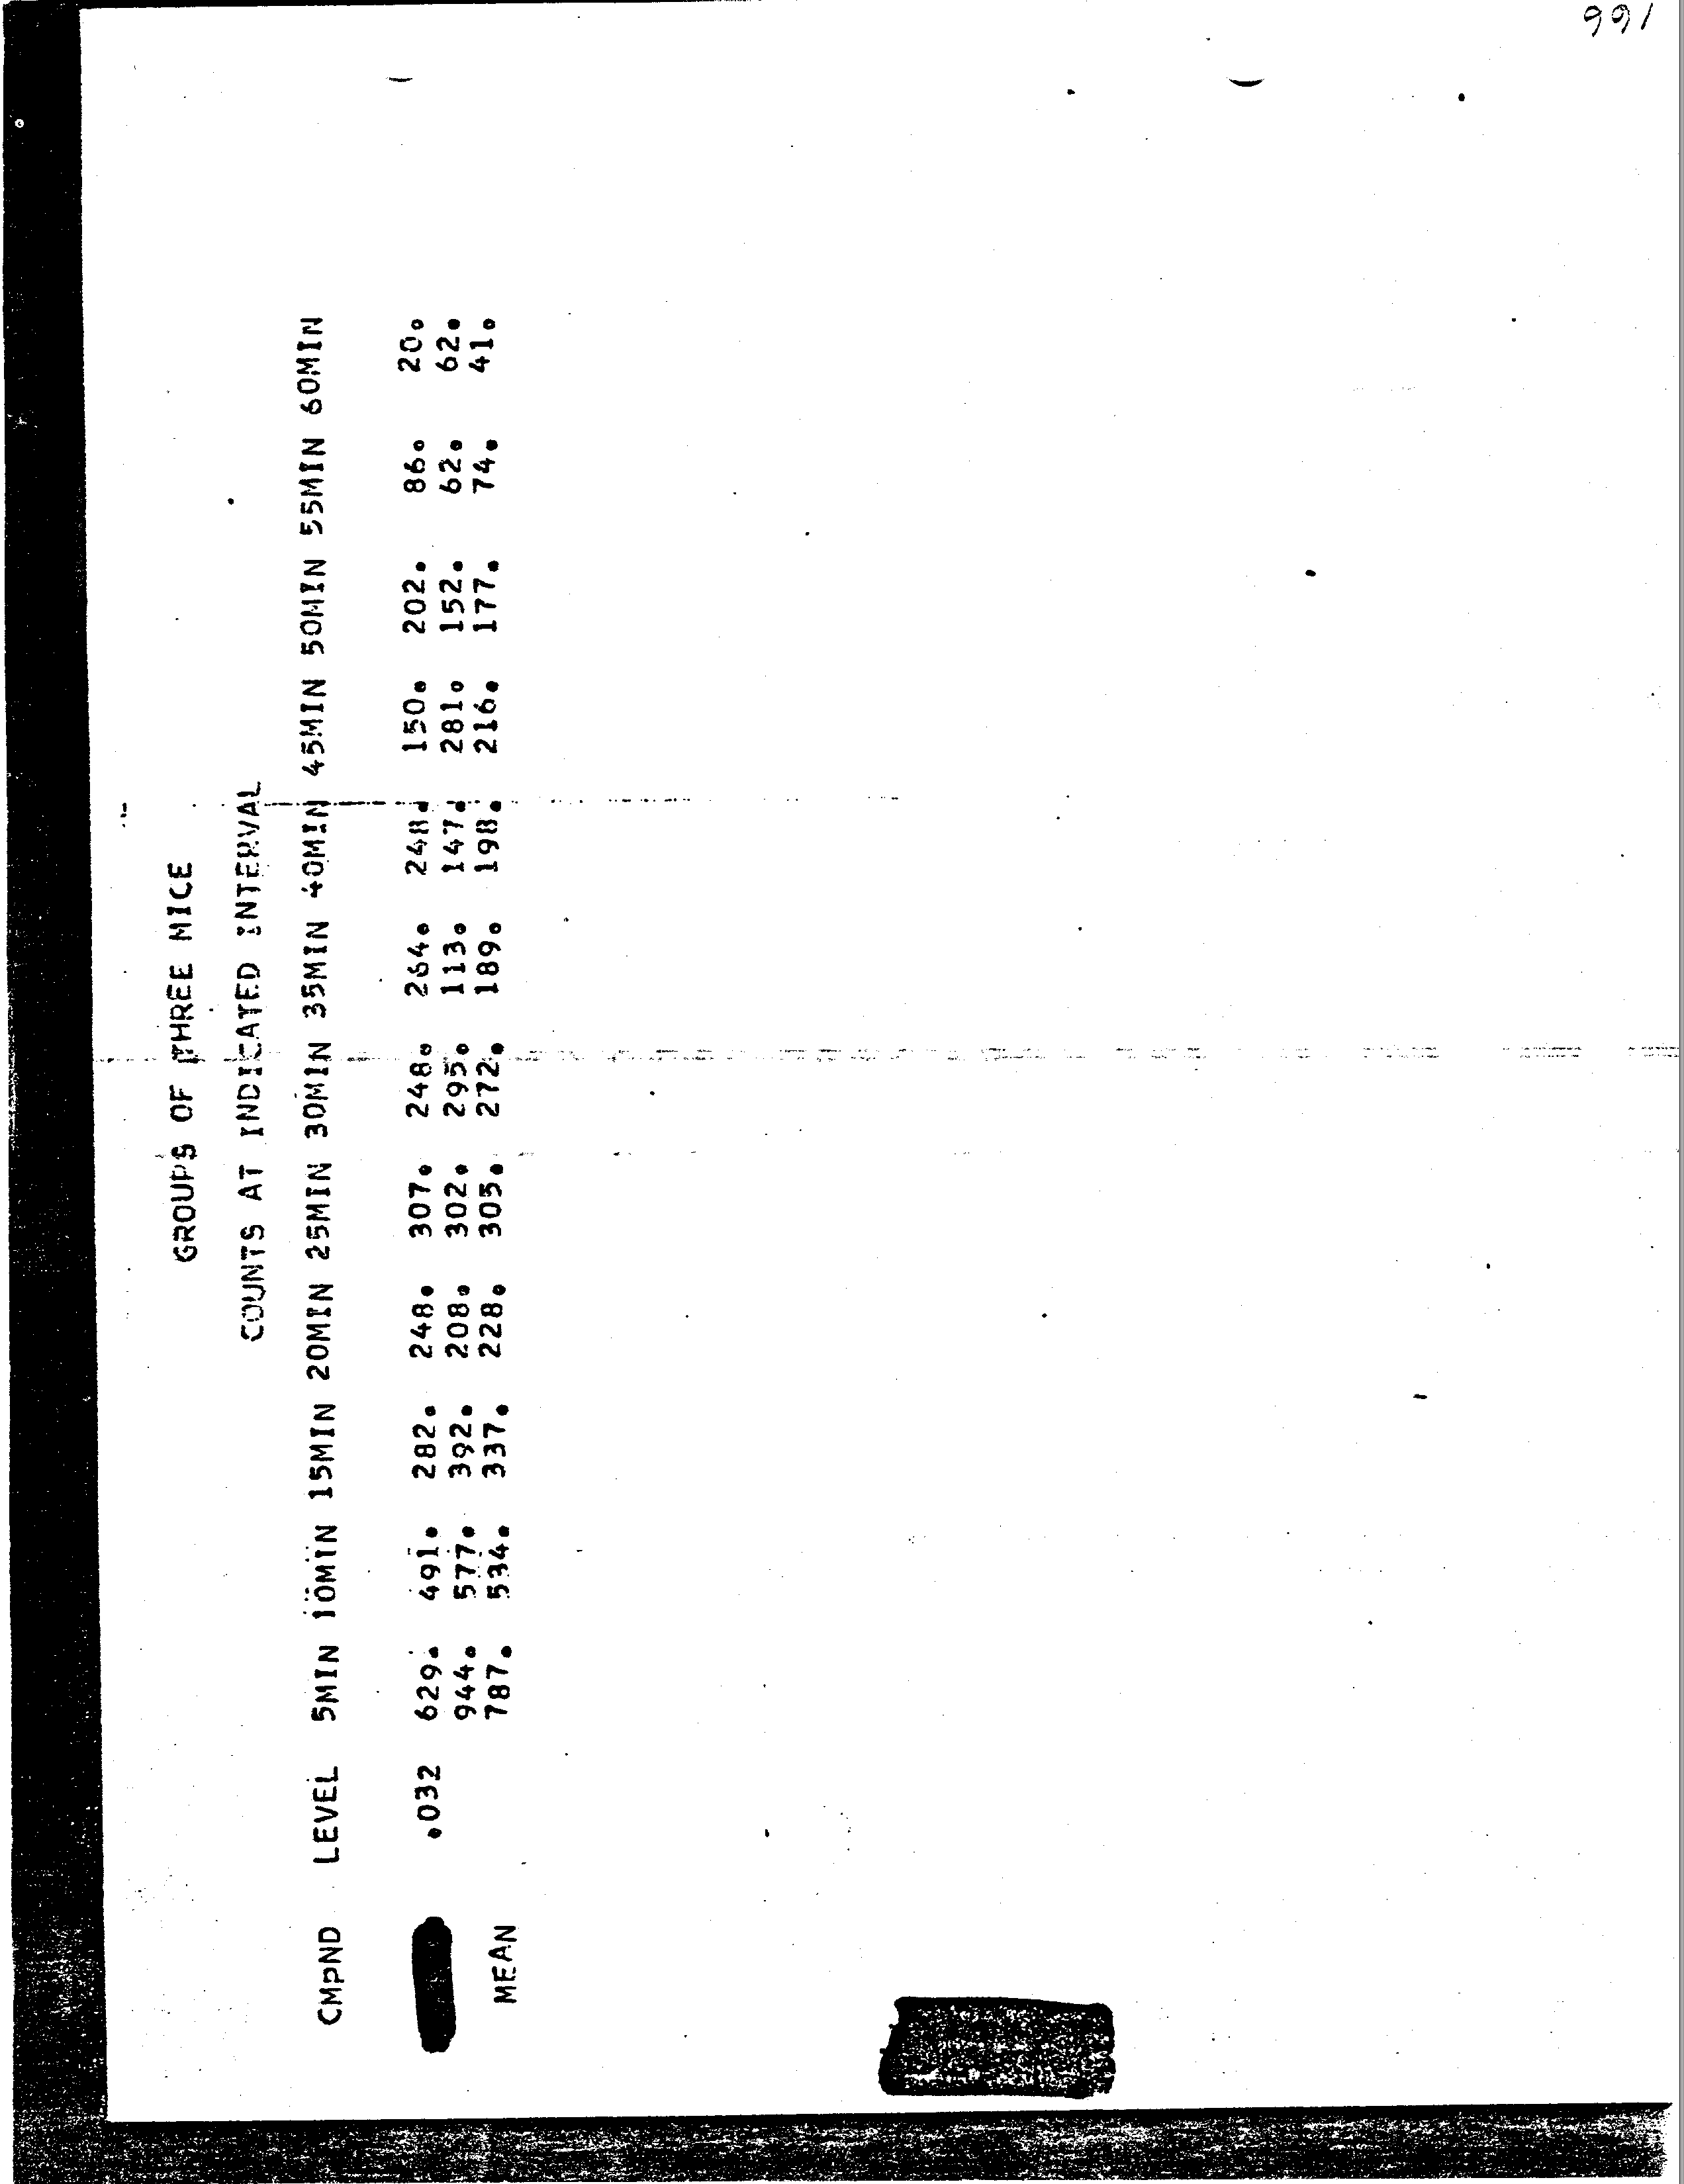 GROUPS OF THREE MICE
COUNTS AT INDICATED INTERVAL
CMPND LEVEL 5MIN 10MIN 15MIN 20MIN 25MIN 30MIN 35MIN 40MIN 45MIN 50MIN 55MIN 60MIN
.032 629. 491. 282. 248. 307. 248. 264. 248. 150. 202. 86. 20.
944. 577. 392. 208. 302. 295. 113. 147. 281. 152. 62. 62.
MEAN 787. 534. 337. 228. 305. 272. 189. 198. 216. 177. 74. 41.
166